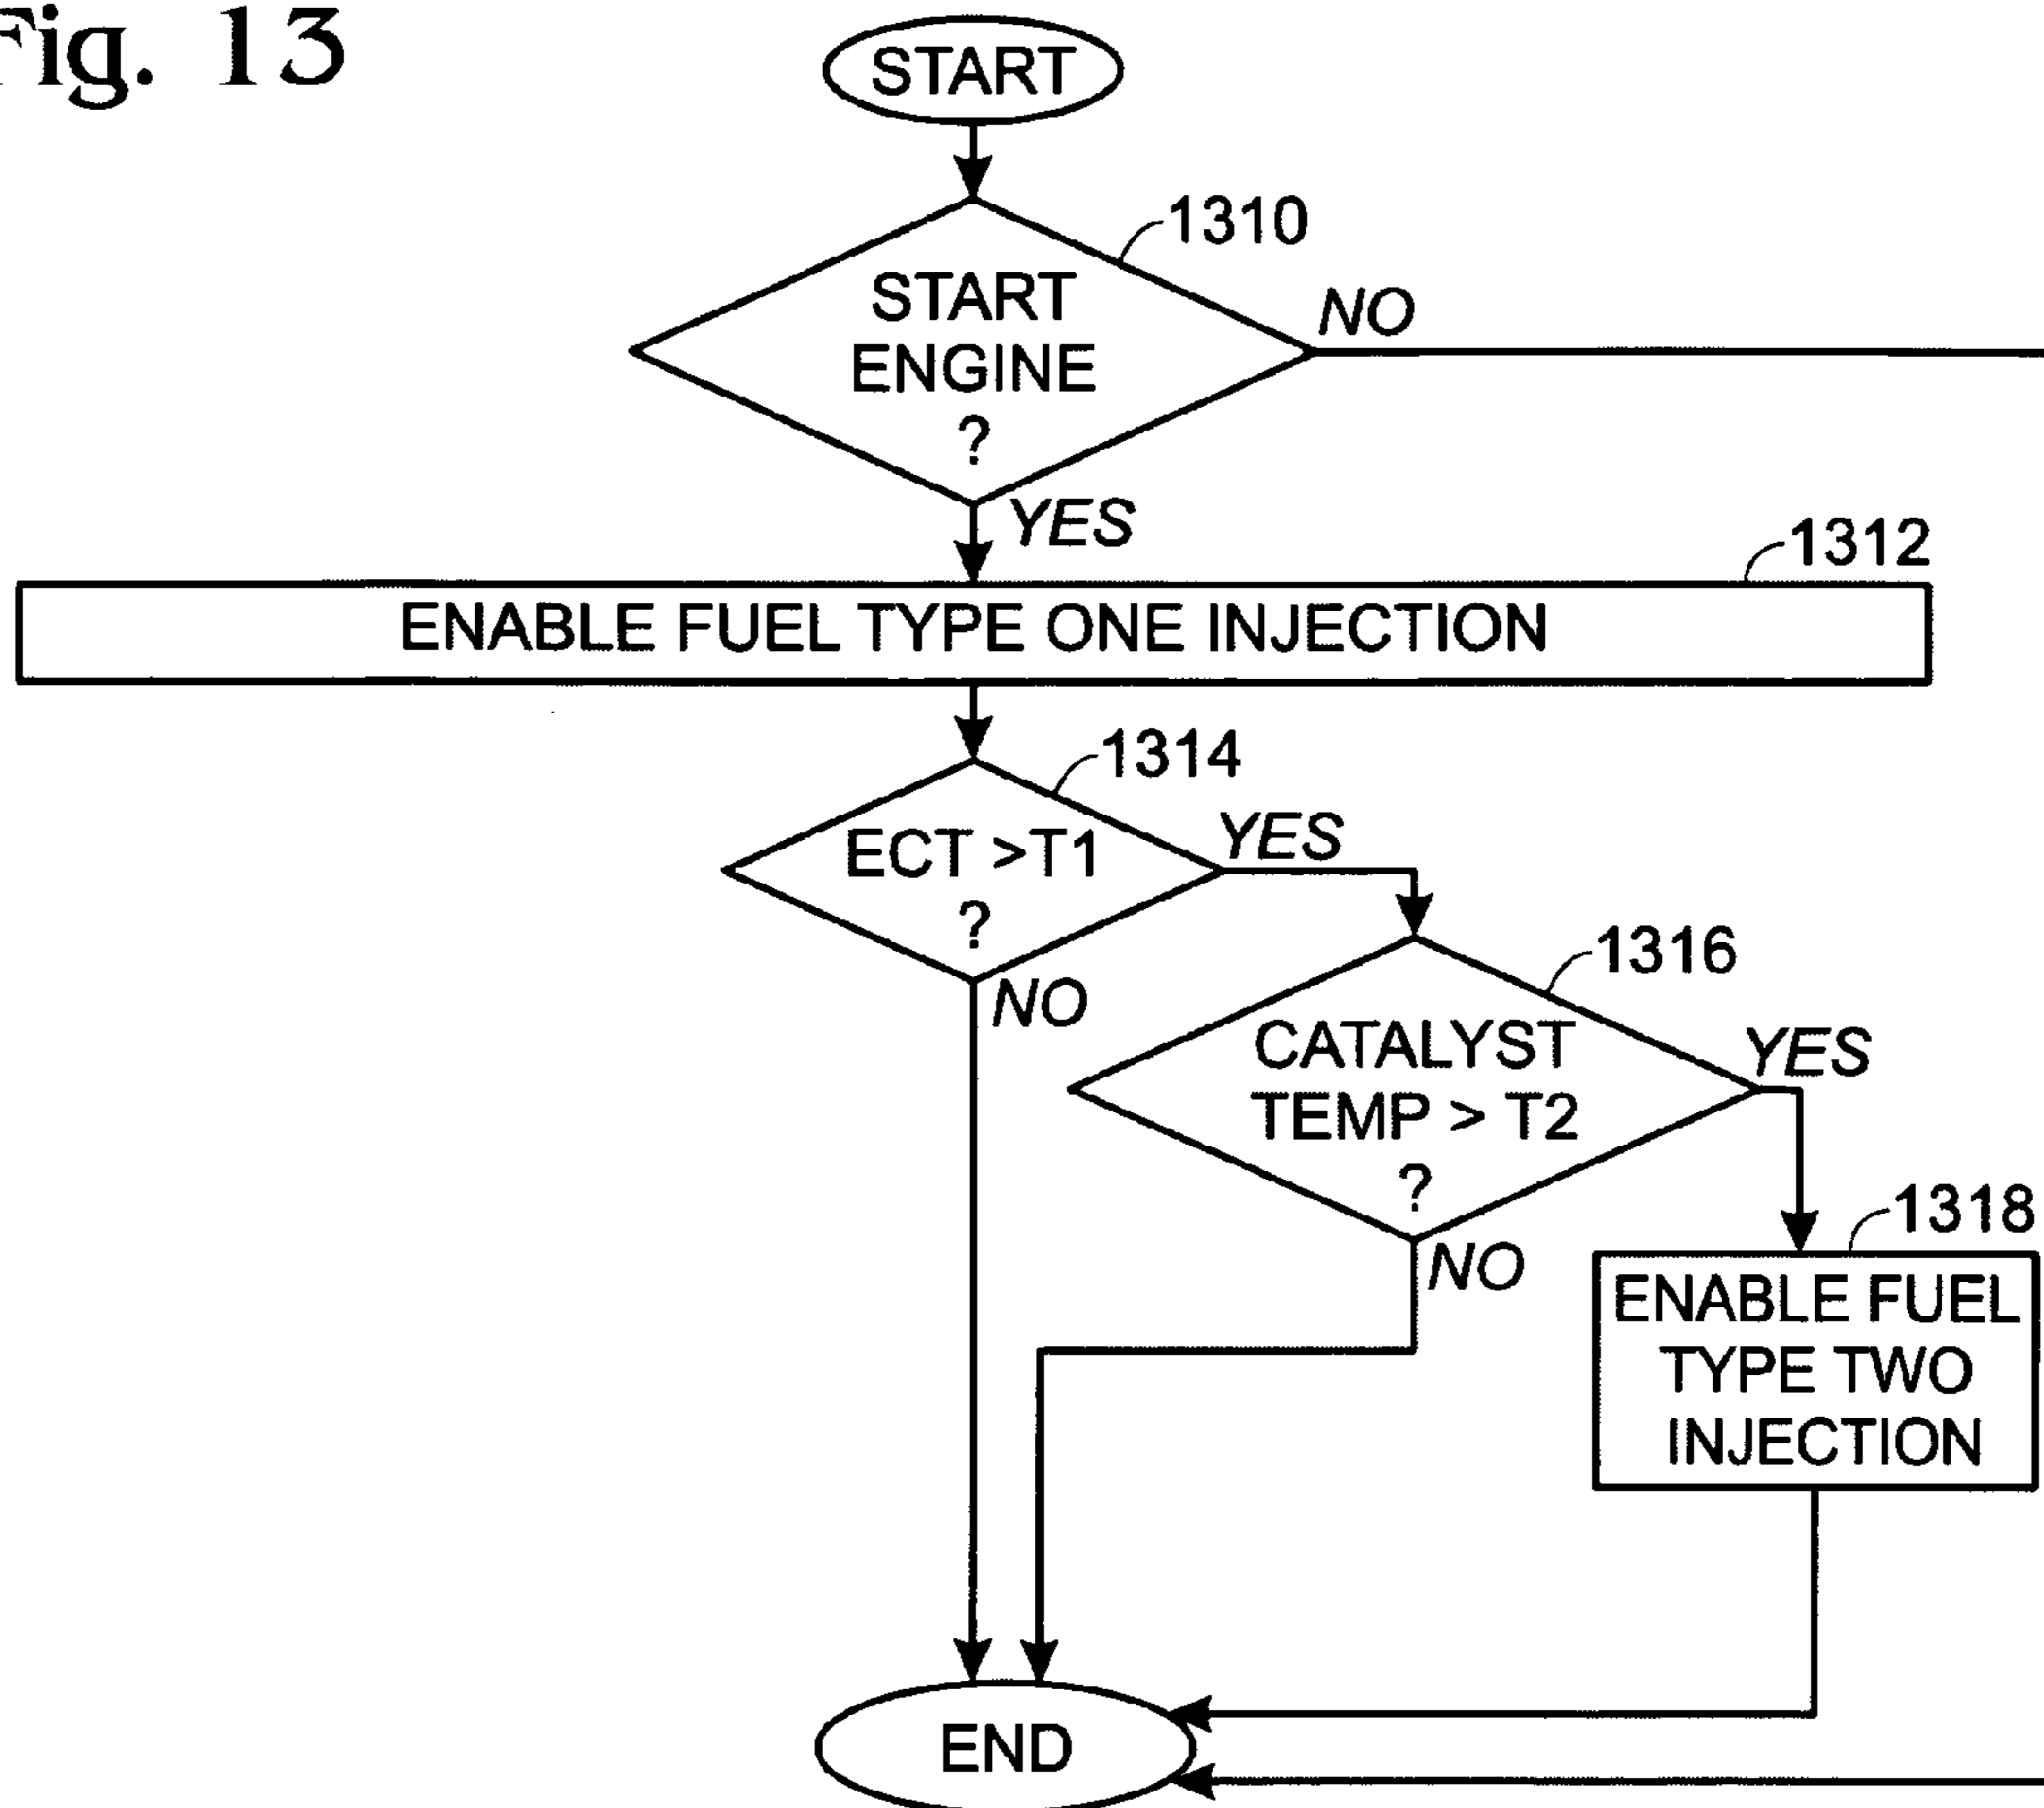 Fig. 13
START
1310
START
ENGINE
?
NO
YES
1312
ENABLE FUEL TYPE ONE INJECTION
1314
ECT >T1
?
YES
NO
1316
CATALYST
TEMP > T2
?
YES
NO
1318
ENABLE FUEL
TYPE TWO
INJECTION
END